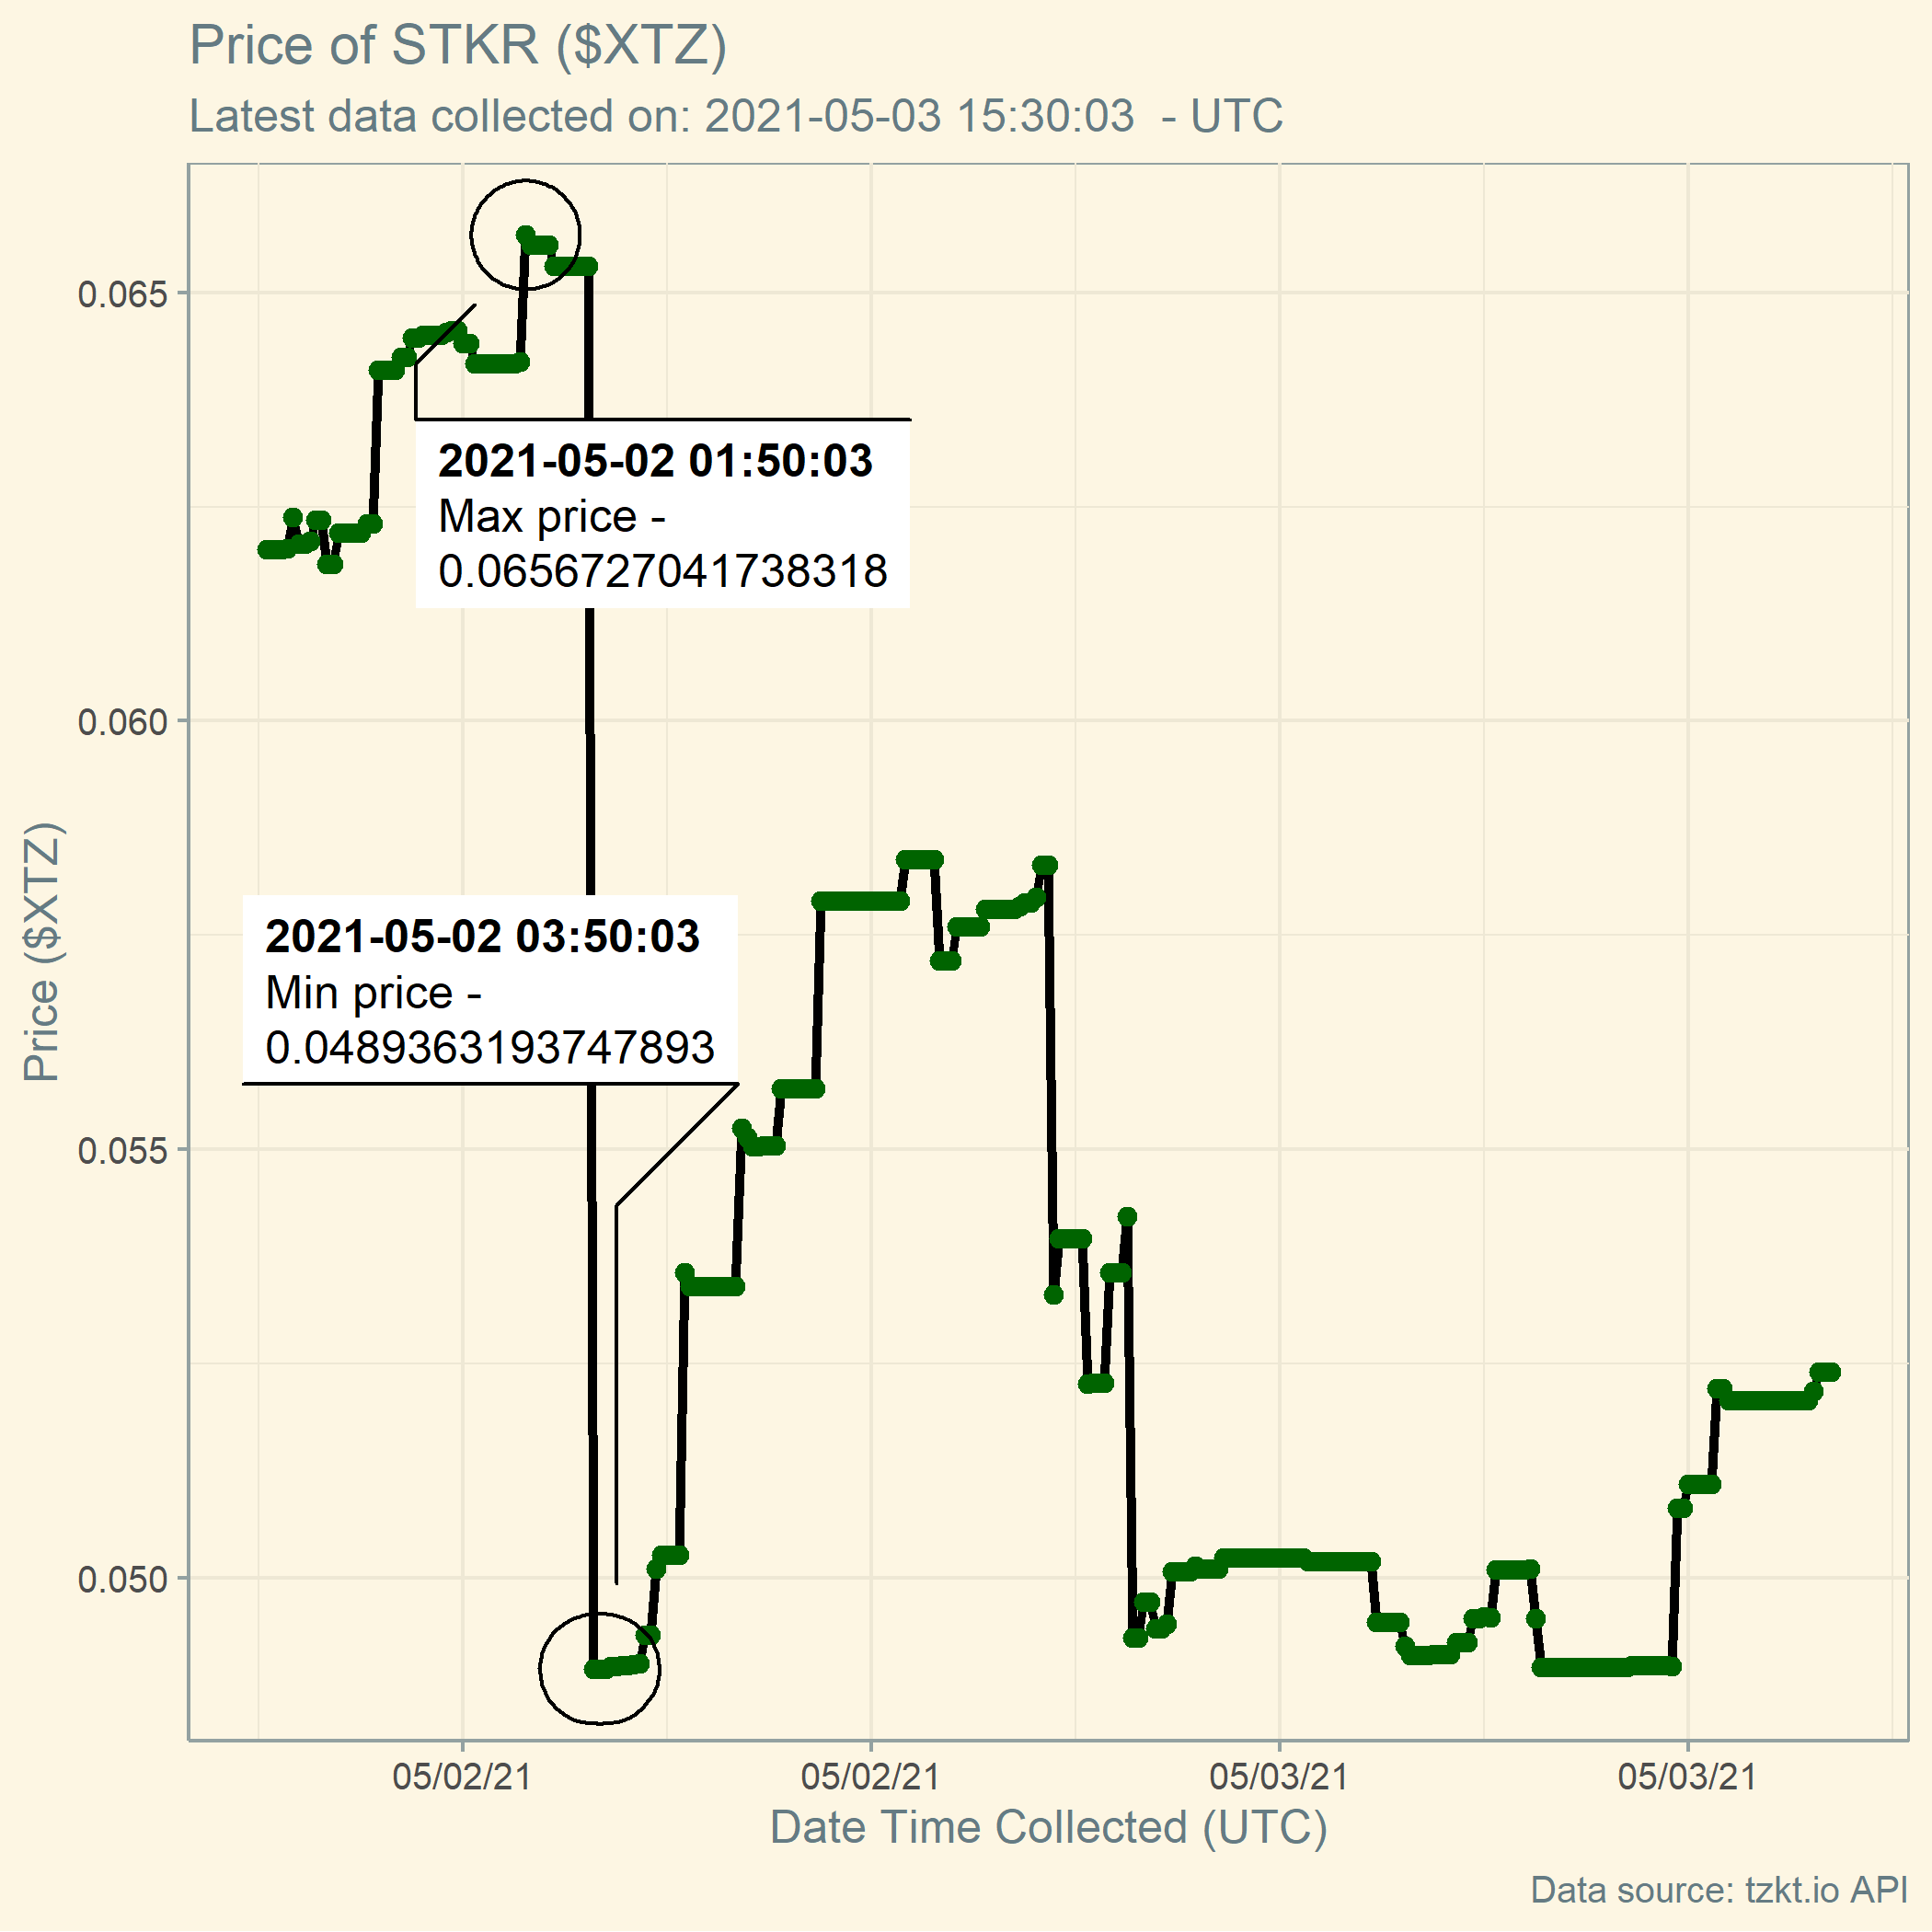 Price of STKR ($XTZ)
Latest data collected on: 2021-05-03 15:30:03  - UTC
0.065
0.060
0.055
0.050
Price ($XTZ)
2021-05-02 01:50:03
Max price -
0.0656727041738318
2021-05-02 03:50:03
Min price -
0.0489363193747893
05/02/21
05/02/21
05/03/21
05/03/21
Date Time Collected (UTC)
Data source: tzkt.io API